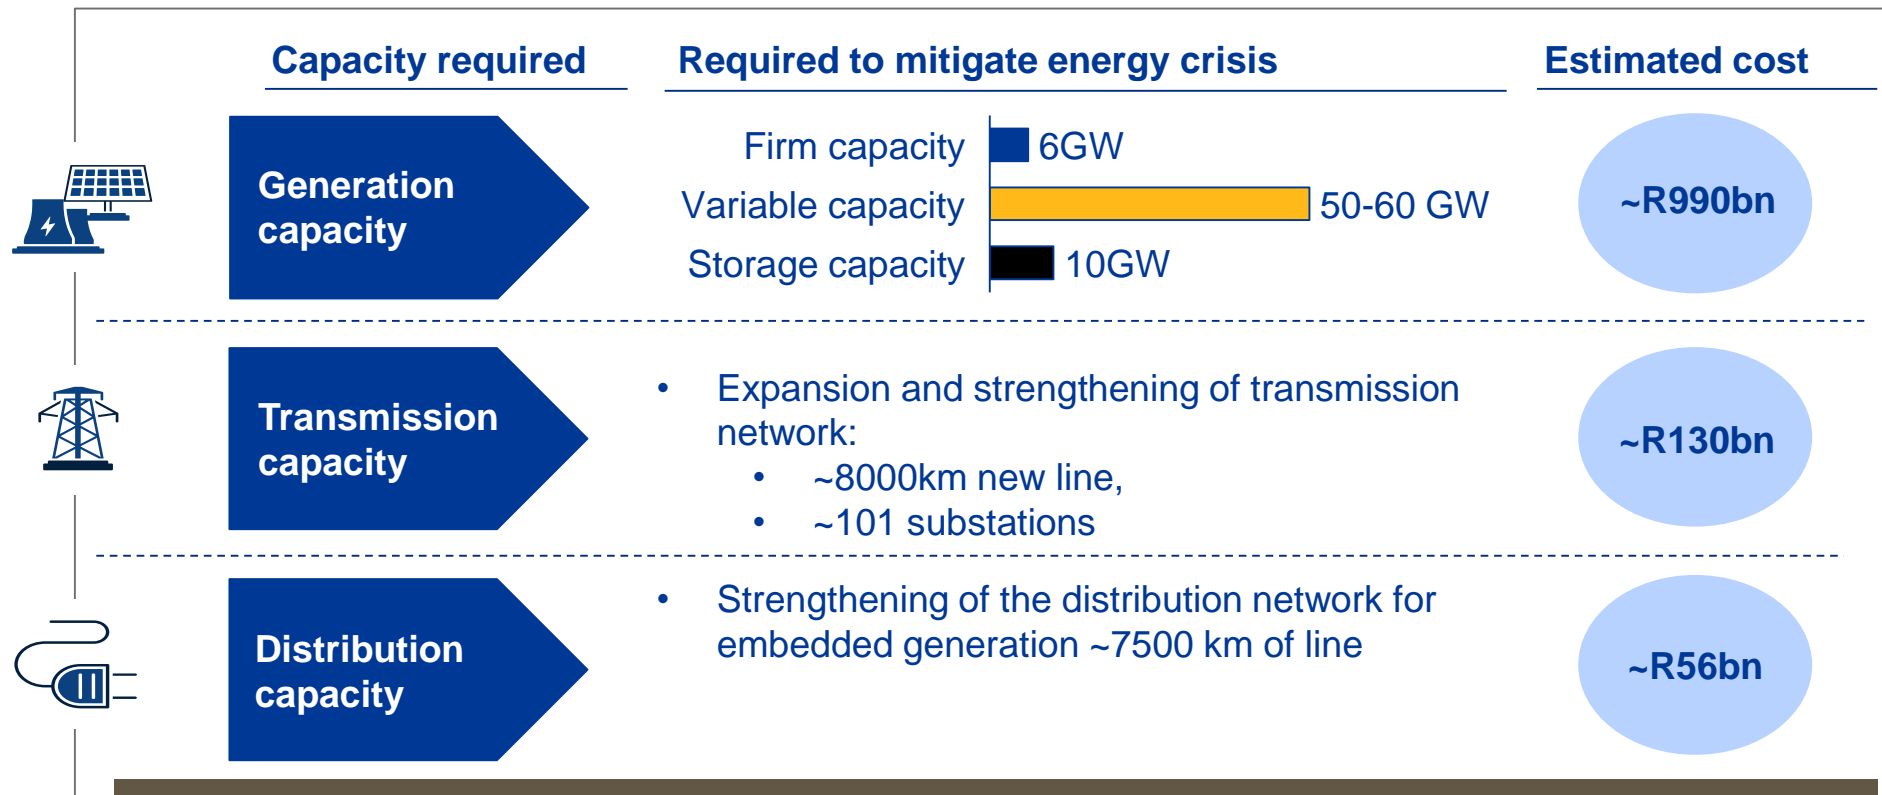 Capacity required
Required to mitigate energy crisis
Estimated cost
Generation
capacity
Firm capacity 6GW
Variable capacity 50-60 GW
Storage capacity 10GW
~R990bn
Transmission
capacity
• Expansion and strengthening of transmission
network:
• ~8000km new line,
• ~101 substations
~R130bn
Distribution
capacity
• Strengthening of the distribution network for
embedded generation ~7500 km of line
~R56bn